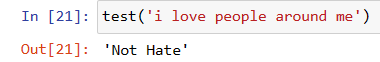 In [21]: test('i love people around me')
Out[21]: 'Not Hate'